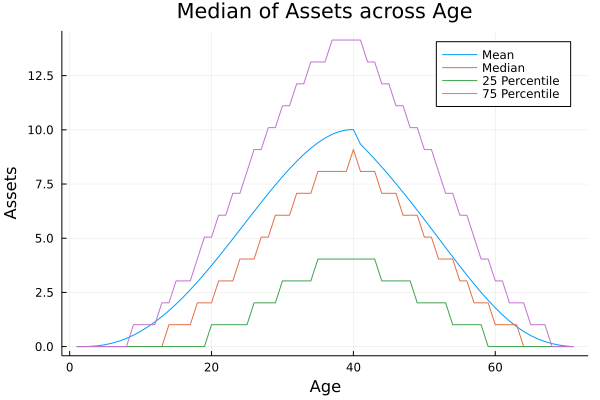 Median of Assets across Age
Mean
Median
25 Percentile
75 Percentile
12.5
10.0
7.5
5.0
2.5
0.0
Assets
0
20
40
60
Age